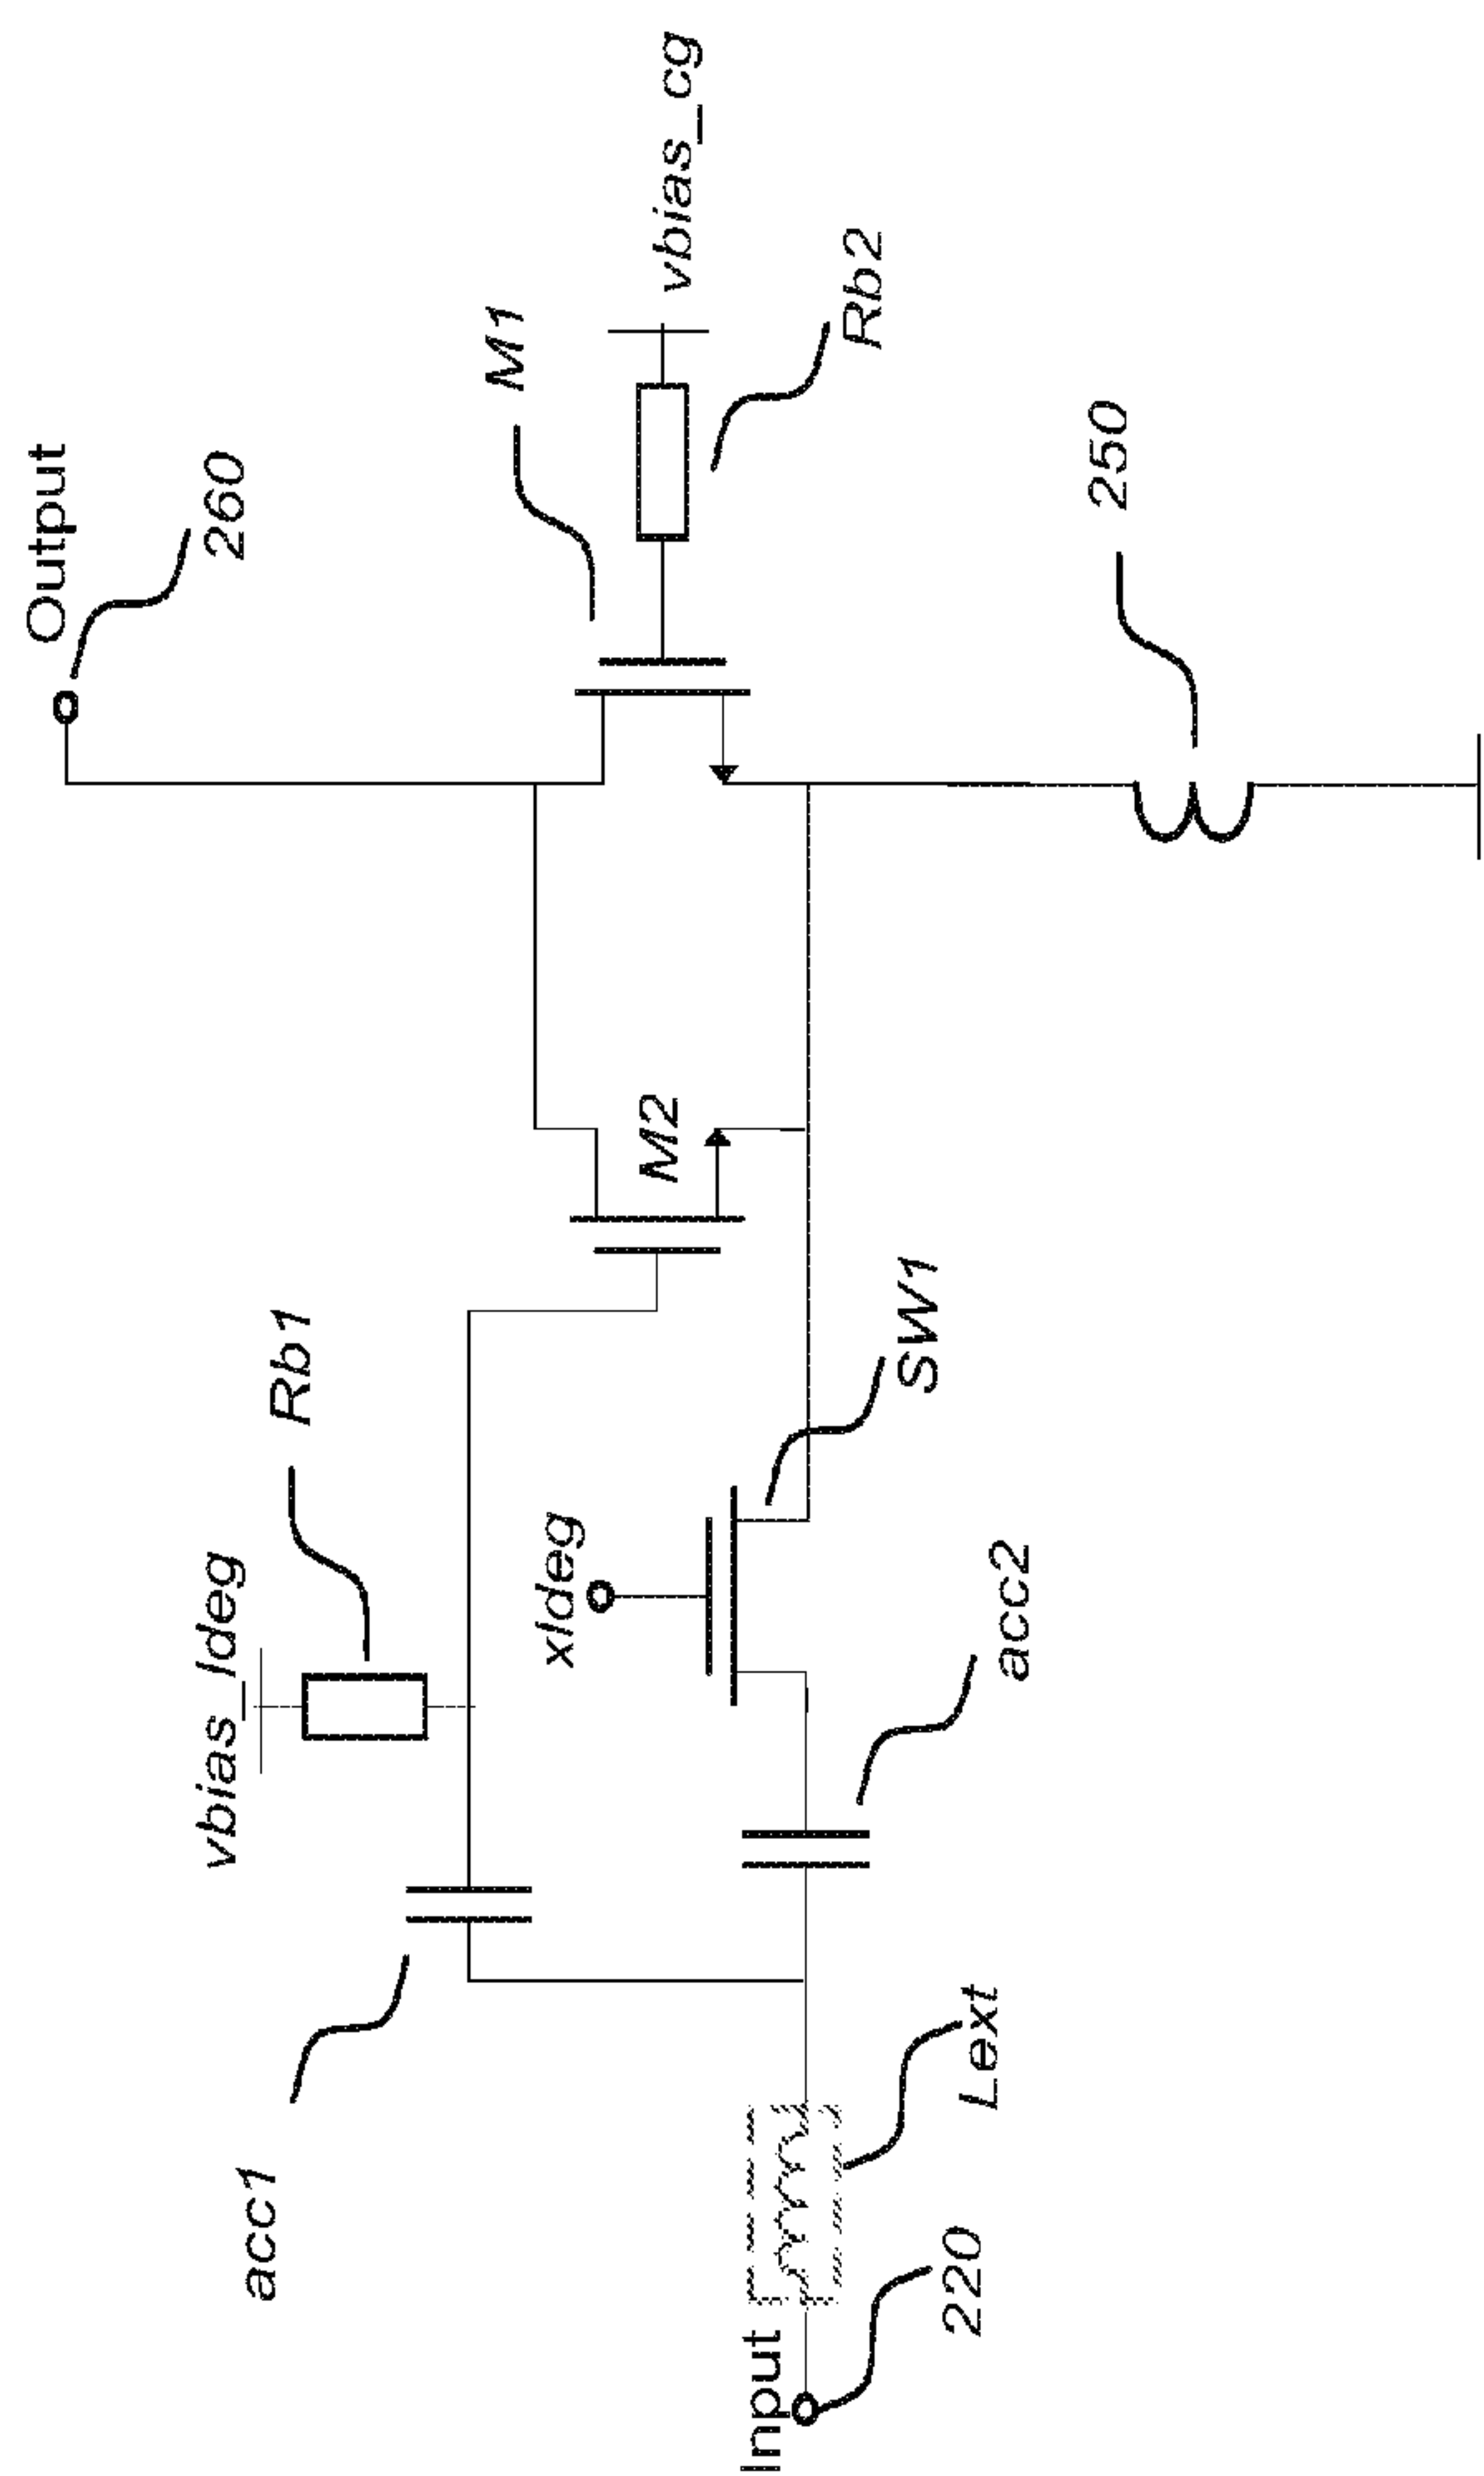 Output
260
M1
vbias_cg
Rb2
250
M2
Rb1
vbias_ldeg
xldeg
SW1
acc1
acc2
Lext
Input
220